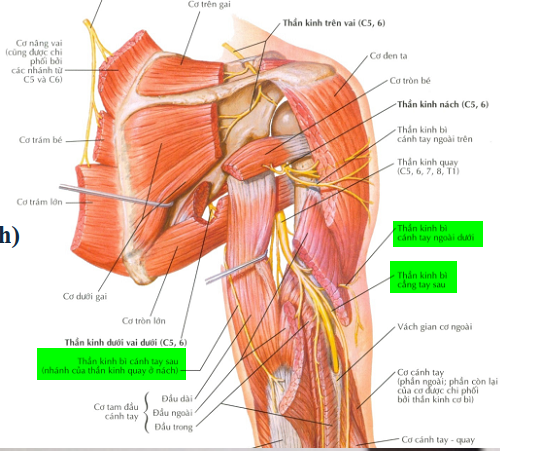 Cơ trên gai
Thần kinh trên vai (C5, 6)
Cơ nâng vai
(cũng được chi
phối bởi
các nhánh từ
C5 và C6)
Cơ đen ta
Cơ tròn bé
Thần kinh nách (C5, 6)
Thần kinh bì
cánh tay ngoài trên
Cơ trám bé
Thần kinh quay
(C5, 6, 7, 8, T1)
Cơ trám lớn
h)
Thần kinh bì
cánh tay ngoài dưới
Thần kinh bì
cẳng tay sau
Cơ dưới gai
Cơ tròn lớn
Vách gian cơ ngoài
Thần kinh dưới vai dưới (C5, 6)
Thần kinh bì cánh tay sau
(nhánh của thần kinh quay ở nách)
Cơ tam đầu
cánh tay
Đầu dài
Đầu ngoài
Đầu trong
Cơ cánh tay
(phần ngoài; phần còn lại
của cơ được chi phối
bởi thần kinh cơ bì)
Cơ cánh tay - quay